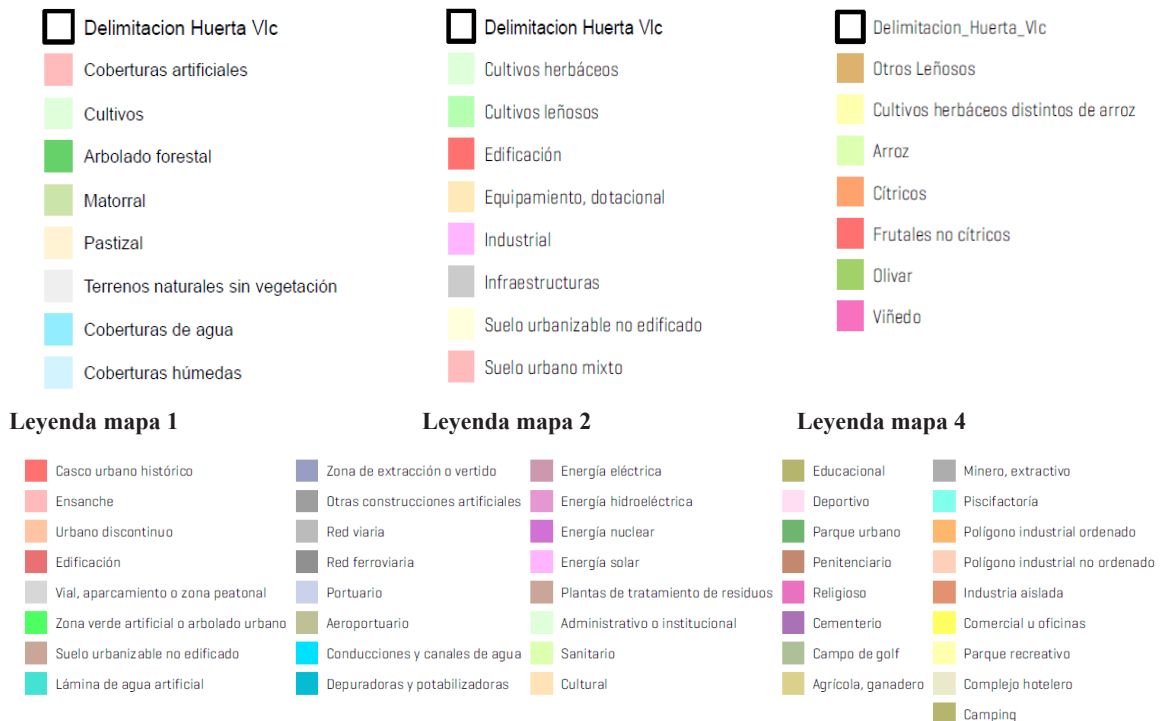 Delimitacion Huerta Vlc
Coberturas artificiales
Cultivos
Arbolado forestal
Matorral
Pastizal
Terrenos naturales sin vegetación
Coberturas de agua
Coberturas húmedas
Leyenda mapa 1
Delimitacion Huerta Vlc
Cultivos herbáceos
Cultivos leñosos
Edificación
Equipamiento, dotacional
Industrial
Infraestructuras
Suelo urbanizable no edificado
Suelo urbano mixto
Leyenda mapa 2
Delimitacion_Huerta_Vlc
Otros Leñosos
Cultivos herbáceos distintos de arroz
Arroz
Cítricos
Frutales no cítricos
Olivar
Viñedo
Leyenda mapa 4
Casco urbano histórico
Ensanche
Urbano discontinuo
Edificación
Vial, aparcamiento o zona peatonal
Zona verde artificial o arbolado urbano
Suelo urbanizable no edificado
Lámina de agua artificial
Zona de extracción o vertido
Otras construcciones artificiales
Red viaria
Red ferroviaria
Portuario
Aeroportuario
Conducciones y canales de agua
Depuradoras y potabilizadoras
Energía eléctrica
Energía hidroeléctrica
Energía nuclear
Energía solar
Plantas de tratamiento de residuos
Administrativo o institucional
Sanitario
Cultural
Educacional
Deportivo
Parque urbano
Penitenciario
Religioso
Cementerio
Campo de golf
Agrícola, ganadero
Minero, extractivo
Piscifactoría
Polígono industrial ordenado
Polígono industrial no ordenado
Industria aislada
Comercial u oficinas
Parque recreativo
Complejo hotelero
Camping